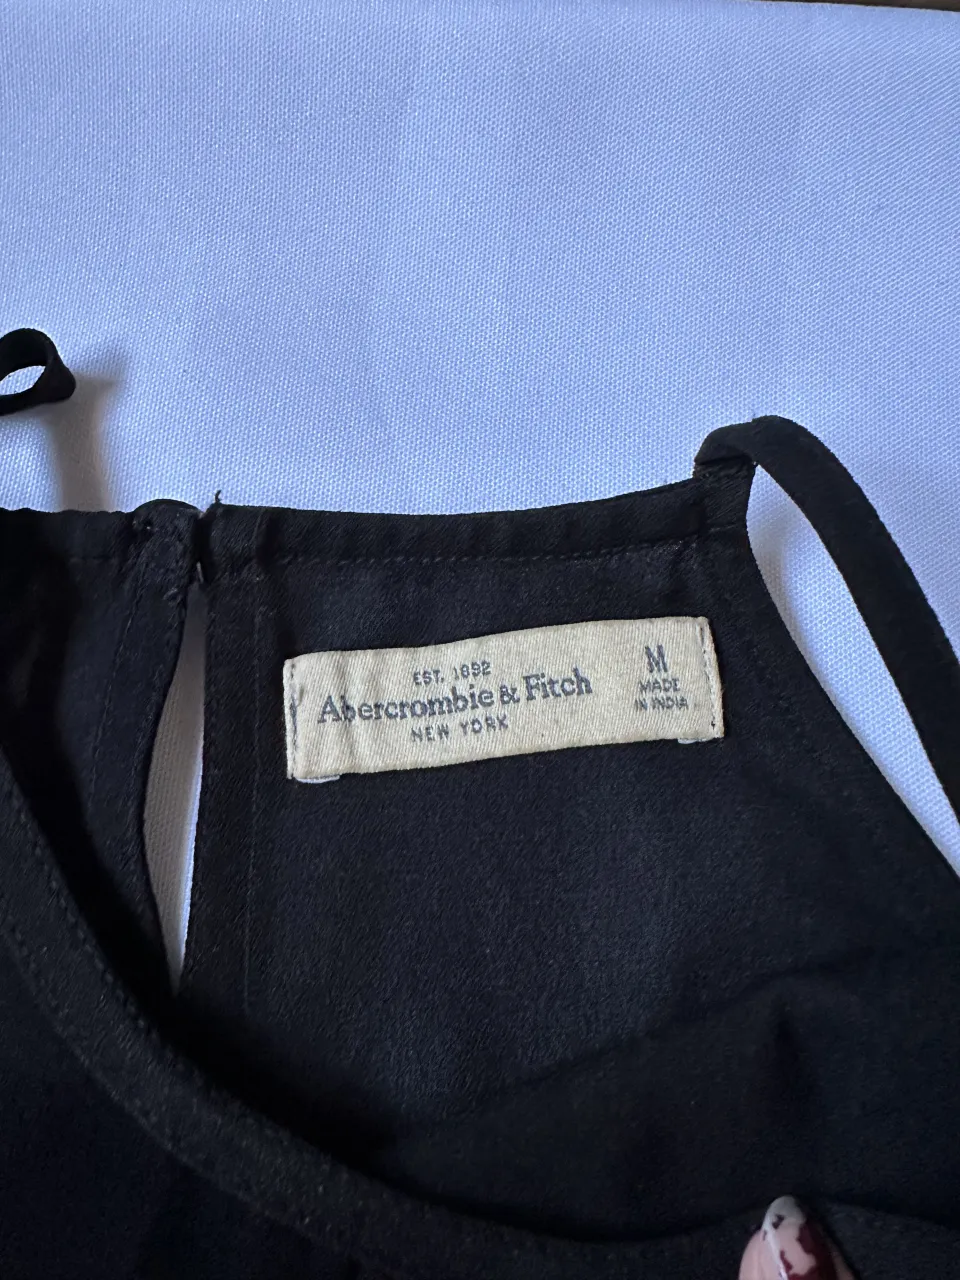 EST. 1892
Abercrombie & Fitch
NEW YORK
M
MADE
IN INDIA